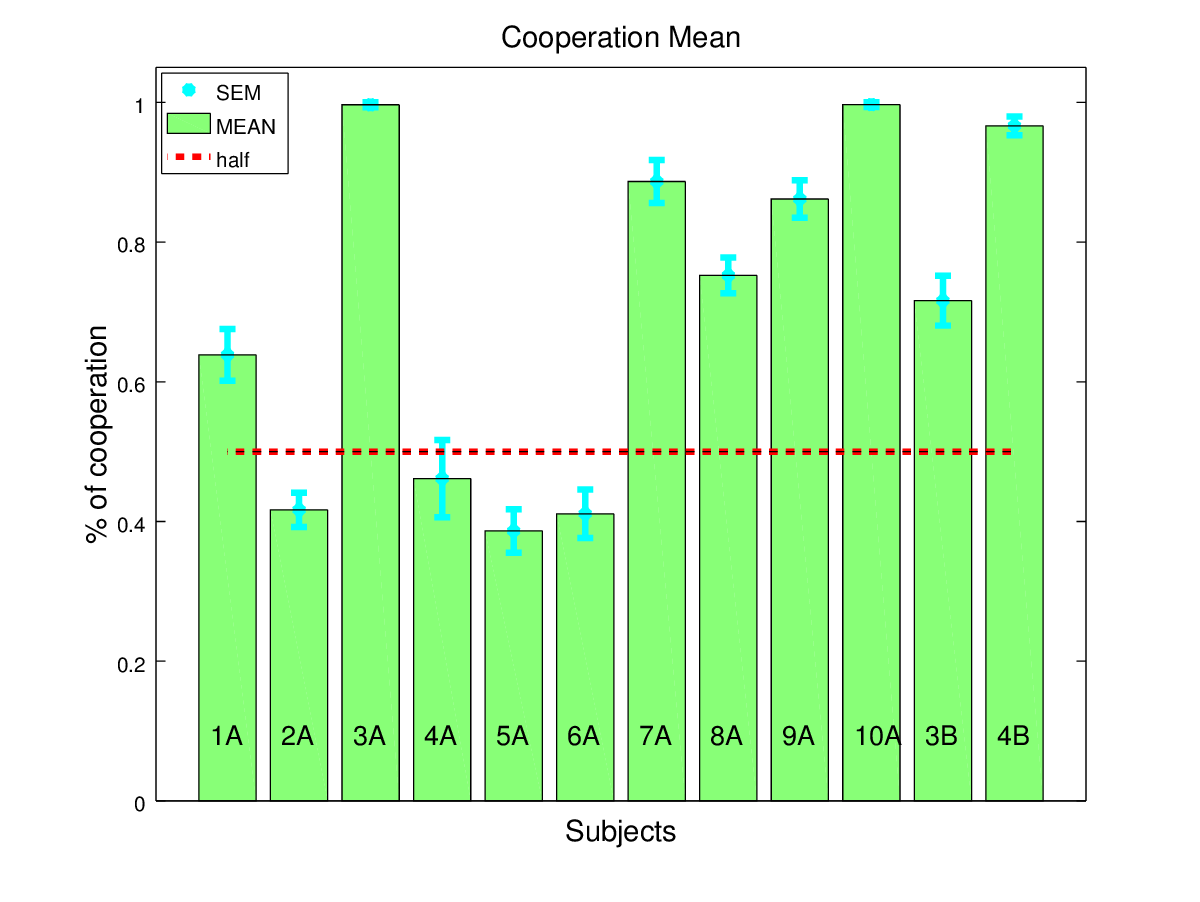 Cooperation Mean
SEM
MEAN
half
1
0.8
0.6
0.4
0.2
0
% of cooperation
1A 2A 3A 4A 5A 6A 7A 8A 9A 10A 3B 4B
Subjects